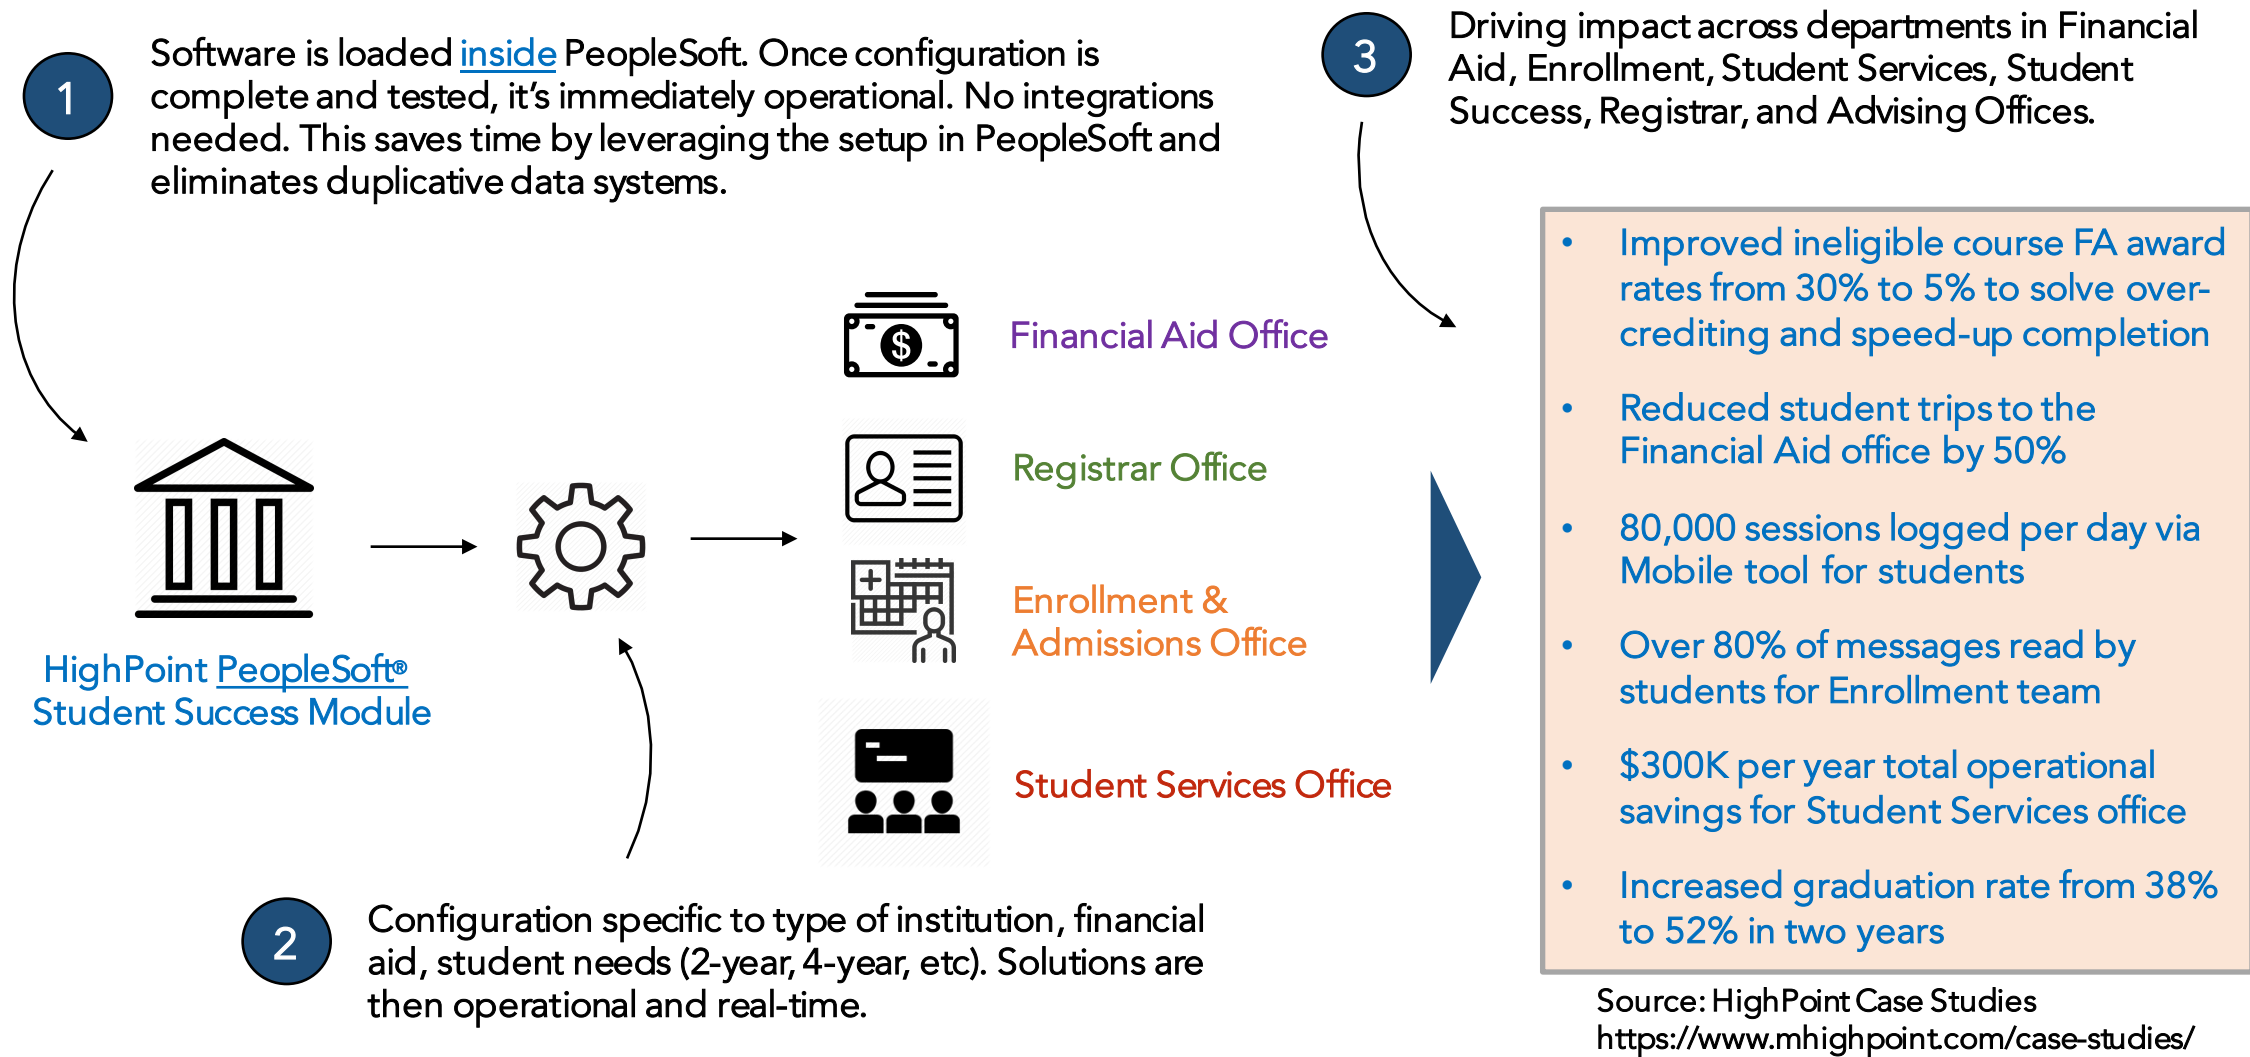 1
Software is loaded inside PeopleSoft. Once configuration is
complete and tested, it's immediately operational. No integrations
needed. This saves time by leveraging the setup in PeopleSoft and
eliminates duplicative data systems.
HighPoint PeopleSoft®
Student Success Module
2
Configuration specific to type of institution, financial
aid, student needs (2-year, 4-year, etc). Solutions are
then operational and real-time.
$
Financial Aid Office
Registrar Office
Enrollment &
Admissions Office
Student Services Office
3
Driving impact across departments in Financial
Aid, Enrollment, Student Services, Student
Success, Registrar, and Advising Offices.
• Improved ineligible course FA award
rates from 30% to 5% to solve over-
crediting and speed-up completion
• Reduced student trips to the
Financial Aid office by 50%
• 80,000 sessions logged per day via
Mobile tool for students
• Over 80% of messages read by
students for Enrollment team
• $300K per year total operational
savings for Student Services office
• Increased graduation rate from 38%
to 52% in two years
Source: HighPoint Case Studies
https://www.mhighpoint.com/case-studies/